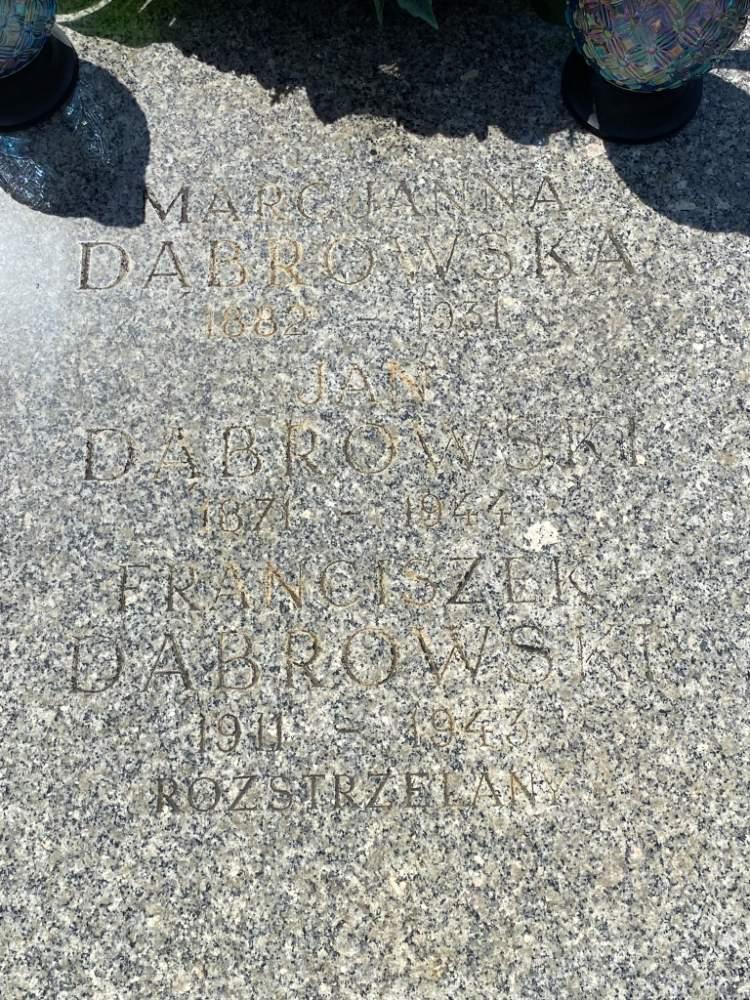 MARCJANNA
DĄBROWSKA
1882 - 1931
JAN
DĄBROWSKI
1871 - 1944
FRANCISZEK
DĄBROWSKI
1911 - 1943
ROZSTRZELANY